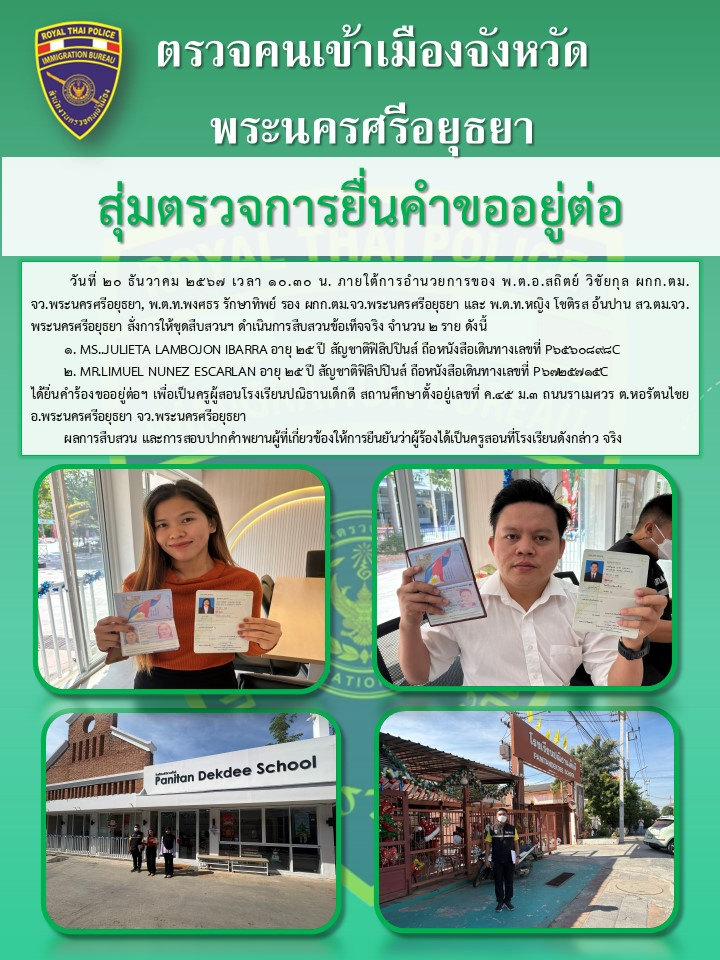 ROYAL THAI POLICE
IMMIGRATION BUREAU
สำนักงานตรวจคนเข้าเมือง
ตรวจคนเข้าเมืองจังหวัด
พระนครศรีอยุธยา
สุ่มตรวจการยื่นคำขออยู่ต่อ
วันที่ ๒๐ ธันวาคม ๒๕๖๗ เวลา ๑๐.๓๐ น. ภายใต้การอำนวยการของ พ.ต.อ.สถิตย์ วิชัยกุล ผกก.ตม.
จว.พระนครศรีอยุธยา, พ.ต.ท.พงศธร รักษาทิพย์ รอง ผกก.ตม.จว.พระนครศรีอยุธยา และ พ.ต.ท.หญิง โชติรส อ้นปาน สว.ตม.จว.
พระนครศรีอยุธยา สั่งการให้ชุดสืบสวนฯ ดำเนินการสืบสวนข้อเท็จจริง จำนวน ๒ ราย ดังนี้
๑. MS..JULIETA LAMBOJON IBARRA อายุ ๒๕ ปี สัญชาติฟิลิปปินส์ ถือหนังสือเดินทางเลขที่ P๖๕๖๐๘๙๘C
๒. MR.LIMUEL NUNEZ ESCARLAN อายุ ๒๕ ปี สัญชาติฟิลิปปินส์ ถือหนังสือเดินทางเลขที่ P๖๗๒๕๗๑๕C
ได้ยื่นคำร้องขออยู่ต่อฯ เพื่อเป็นครูผู้สอนโรงเรียนปณิธานเด็กดี สถานศึกษาตั้งอยู่เลขที่ ค.๔๕ ม.๓ ถนนราเมศวร ต.หอรัตนไชย
อ.พระนครศรีอยุธยา จว.พระนครศรีอยุธยา
ผลการสืบสวน และการสอบปากคำพยานผู้ที่เกี่ยวข้องให้การยืนยันว่าผู้ร้องได้เป็นครูสอนที่โรงเรียนดังกล่าว จริง
Panitan Dekdee School
โรงเรียนปณิธานเด็กดี
PANITANDEKDEE SCHOOL